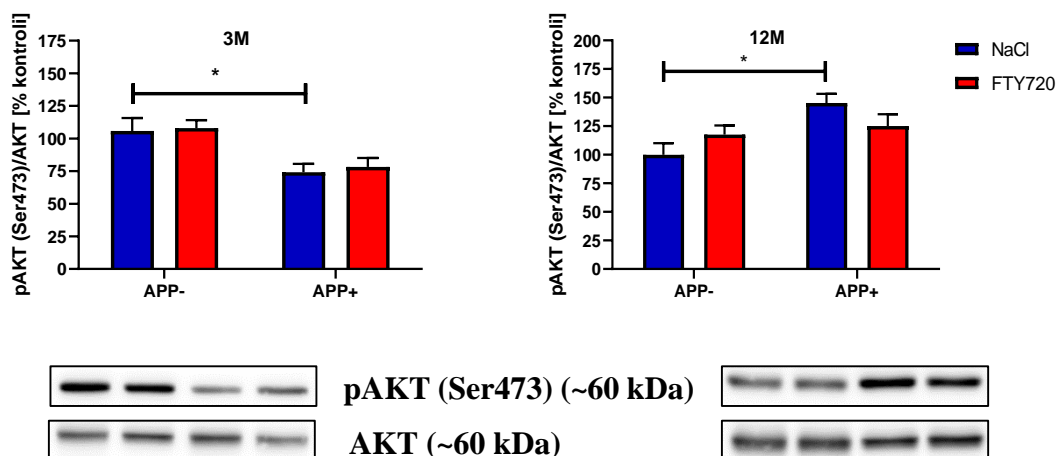 3M
*
pAKT (Ser473)/AKT [% kontroli]
175
150
125
100
75
50
25
0
APP-
APP+
12M
*
pAKT (Ser473)/AKT [% kontroli]
200
175
150
125
100
75
50
25
0
APP-
APP+
NaCl
FTY720
pAKT (Ser473) (~60 kDa)
AKT (~60 kDa)